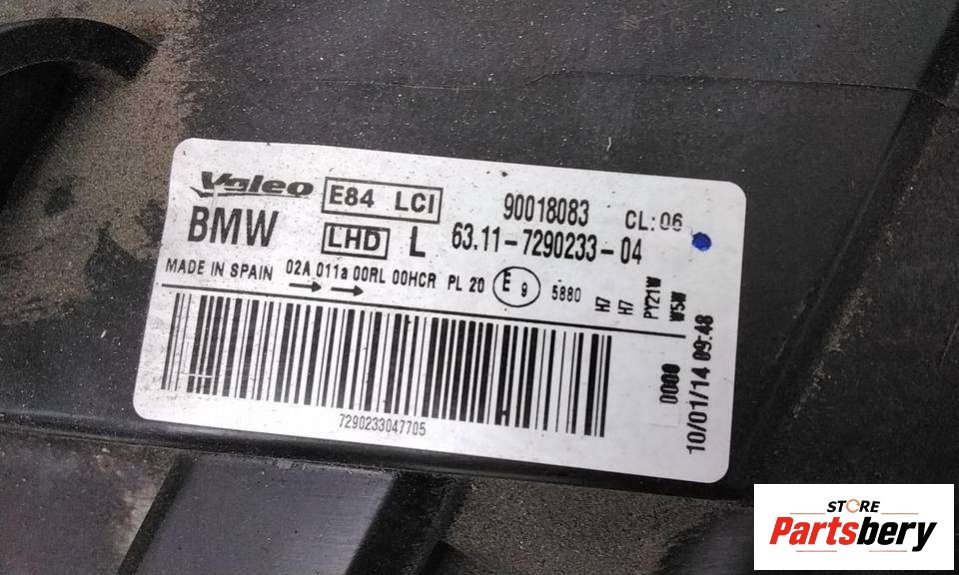 Valeo E84 LCI 90018083 CL:06
BMW LHD L 63.11-7290233-04
MADE IN SPAIN 02A 011a 00RL 00HCR PL 20 E 9 5880
H7
H7
PY21W
W5W
0000
10/01/14 09:48
7290233047705
STORE
Partsbery